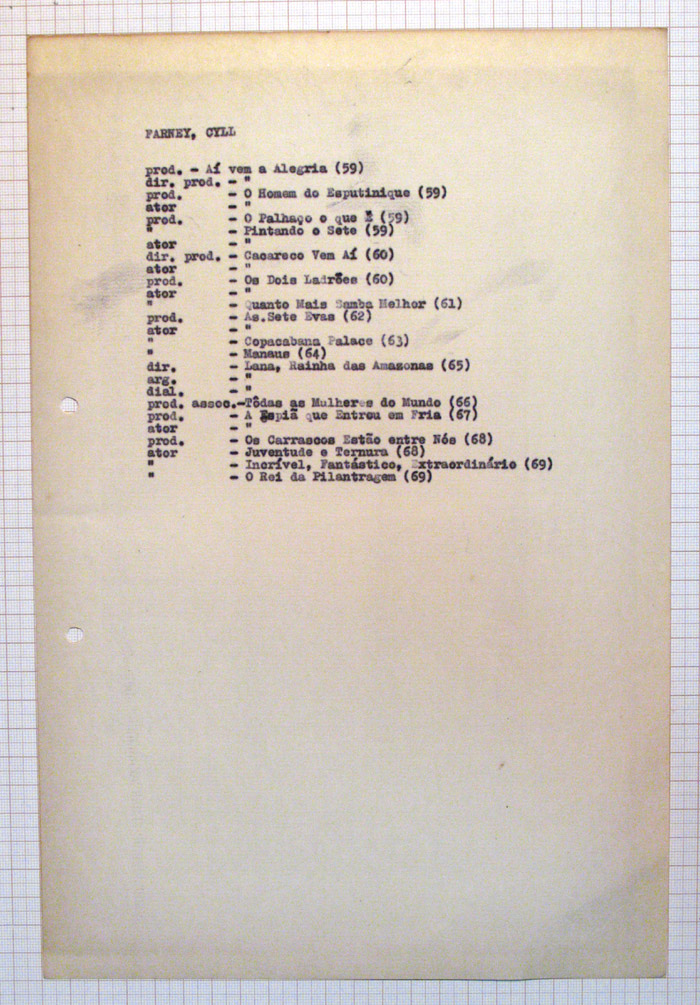 FARNEY, CYLL
prod. - Aí vem a Alegria (59)
dir. prod. - "
prod. - O Homem do Esputinique (59)
ator - "
prod. - O Palhaço o que É (59)
" - Pintando o Sete (59)
ator - "
dir. prod. - Cacareco Vem Aí (60)
ator - "
prod. - Os Dois Ladrões (60)
ator - "
" - Quanto Mais Samba Melhor (61)
prod. - As.Sete Evas (62)
ator - "
" - Copacabana Palace (63)
" - Manaus (64)
dir. - Lana, Rainha das Amazonas (65)
arg. - "
dial. - "
prod. assoc.-Tôdas as Mulheres do Mundo (66)
prod. - A Espiã que Entrou em Fria (67)
ator - "
prod. - Os Carrascos Estão entre Nós (68)
ator - Juventude e Ternura (68)
" - Incrível, Fantástico, Extraordinário (69)
" - O Rei da Pilantragem (69)